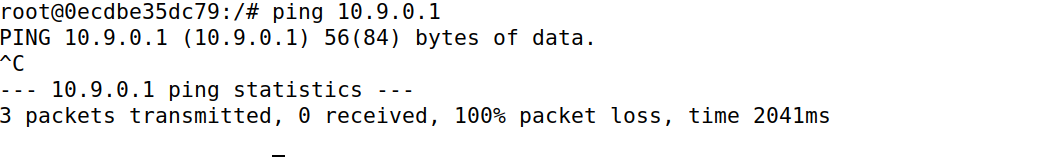 root@0ecdbe35dc79:/# ping 10.9.0.1
PING 10.9.0.1 (10.9.0.1) 56(84) bytes of data.
^C
--- 10.9.0.1 ping statistics ---
3 packets transmitted, 0 received, 100% packet loss, time 2041ms